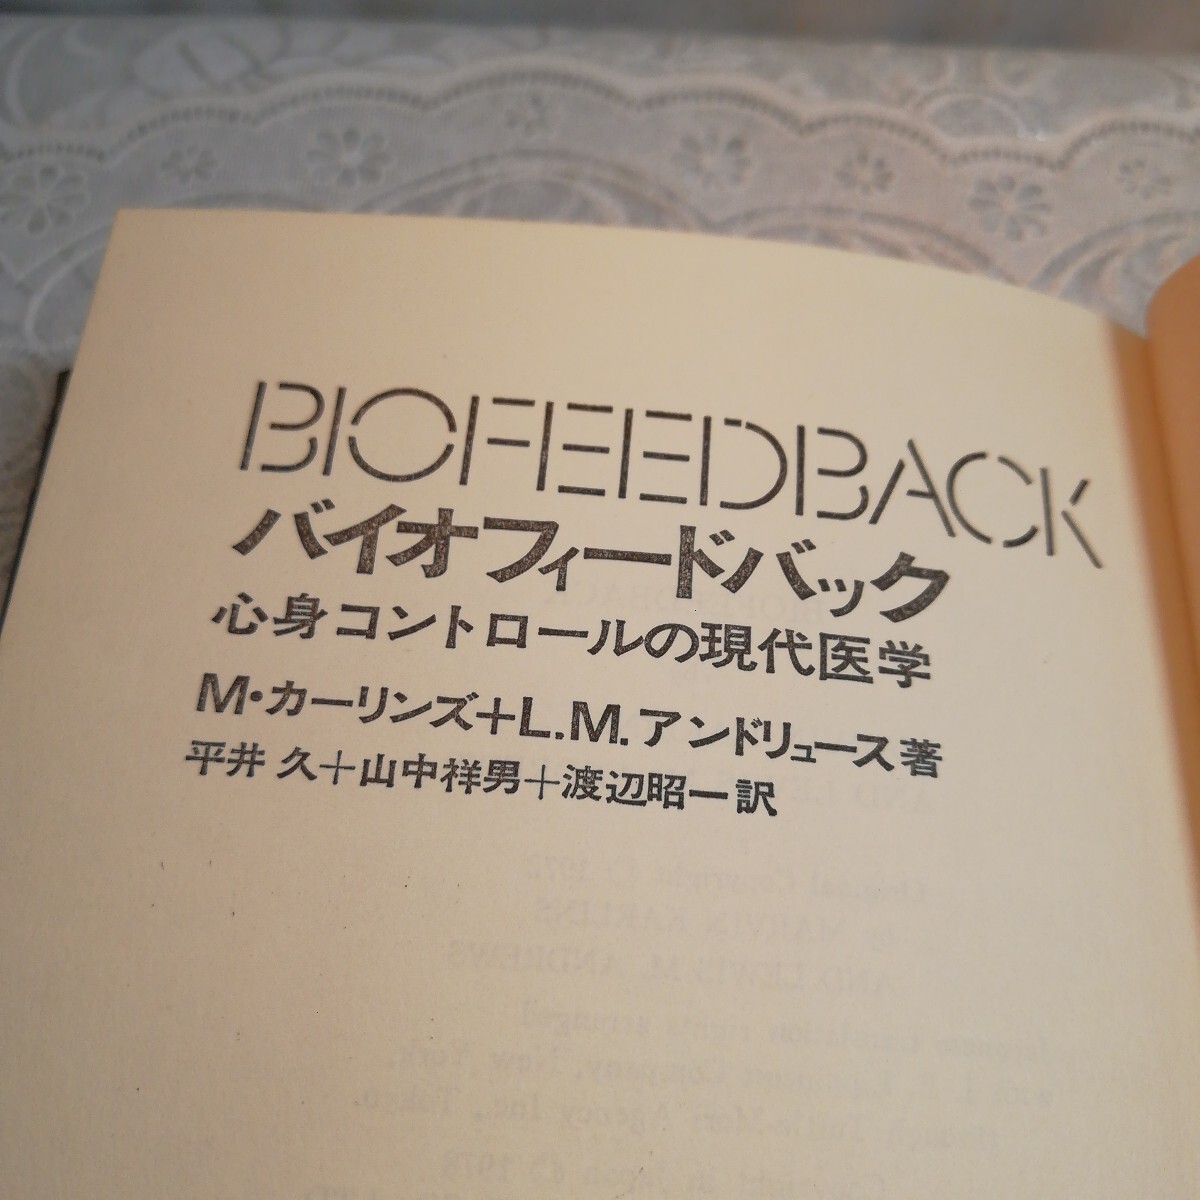 BIOFEEDBACK
バイオフィードバック
心身コントロールの現代医学
M・カーリンズ+L.M.アンドリュース著
平井 久+山中祥男+渡辺昭一訳